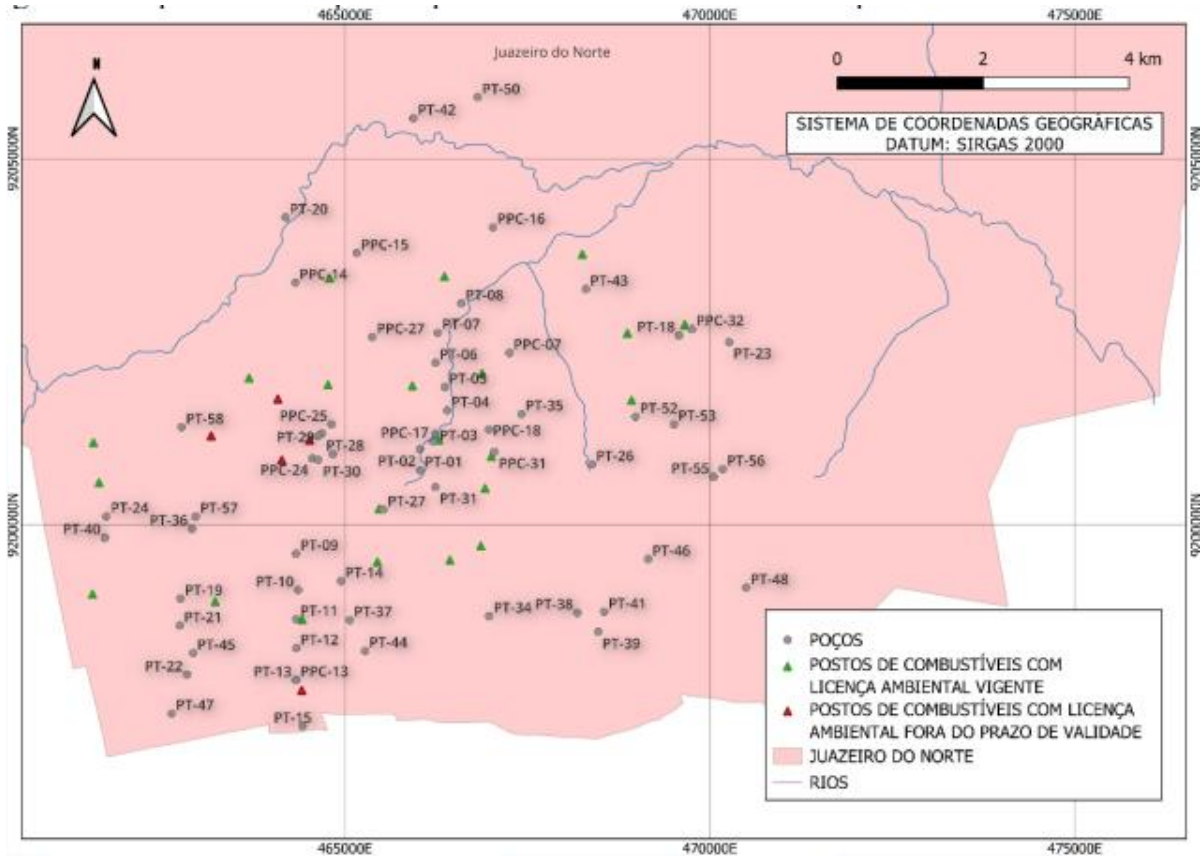 465000E
470000E
475000E
Juazeiro do Norte
N
0 2 4 km
SISTEMA DE COORDENADAS GEOGRÁFICAS
DATUM: SIRGAS 2000
9205000N
9205000N
PT-50
PT-42
PT-20
PPC-16
PPC-15
PPC-14
PT-43
PT-08
PPC-27
PT-07
PT-18
PPC-32
PT-06
PPC-07
PT-23
PT-05
PT-04
PT-35
PT-52
PT-53
PT-58
PPC-25
PT-29
PPC-17
PT-03
PPC-18
PT-28
PPC-24
PT-30
PT-02
PT-01
PPC-31
PT-26
PT-55
PT-56
PT-31
PT-27
PT-24
PT-57
PT-40
PT-36
9200000N
9200000N
PT-09
PT-46
PT-10
PT-14
PT-48
PT-19
PT-11
PT-37
PT-34
PT-38
PT-41
PT-21
PT-12
PT-44
PT-39
PT-45
PT-22
PT-13
PPC-13
PT-47
PT-15
POÇOS
POSTOS DE COMBUSTÍVEIS COM
LICENÇA AMBIENTAL VIGENTE
POSTOS DE COMBUSTÍVEIS COM LICENÇA
AMBIENTAL FORA DO PRAZO DE VALIDADE
JUAZEIRO DO NORTE
RIOS
465000E
470000E
475000E